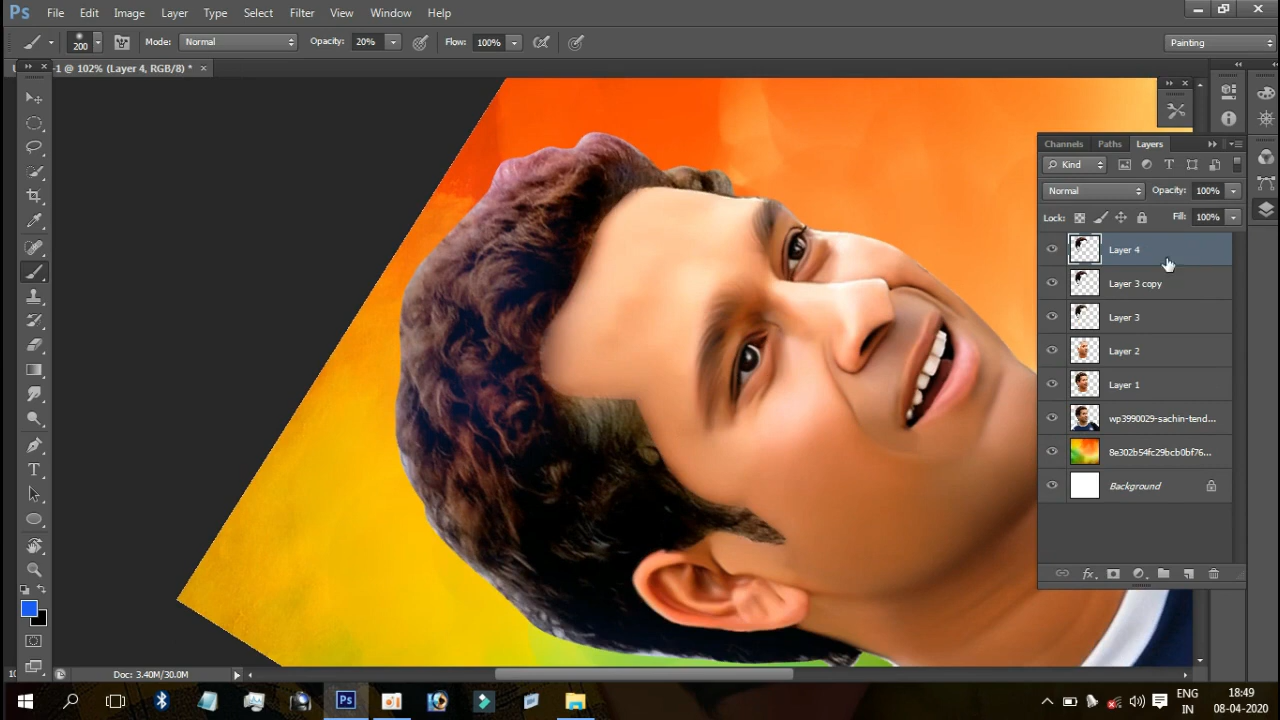 Ps File Edit Image Layer Type Select Filter View Window Help
200 Mode: Normal Opacity: 20% Flow: 100% Painting
-1 @ 102% (Layer 4, RGB/8) * ×
Channels Paths Layers
Kind T
Normal Opacity: 100%
Lock: Fill: 100%
Layer 4
Layer 3 copy
Layer 3
Layer 2
Layer 1
wp3990029-sachin-tend...
8e302b54fc29bcb0bf76...
Background
fx.
T
Doc: 3.40M/30.0M
Ps ENG 18:49
IN 08-04-2020